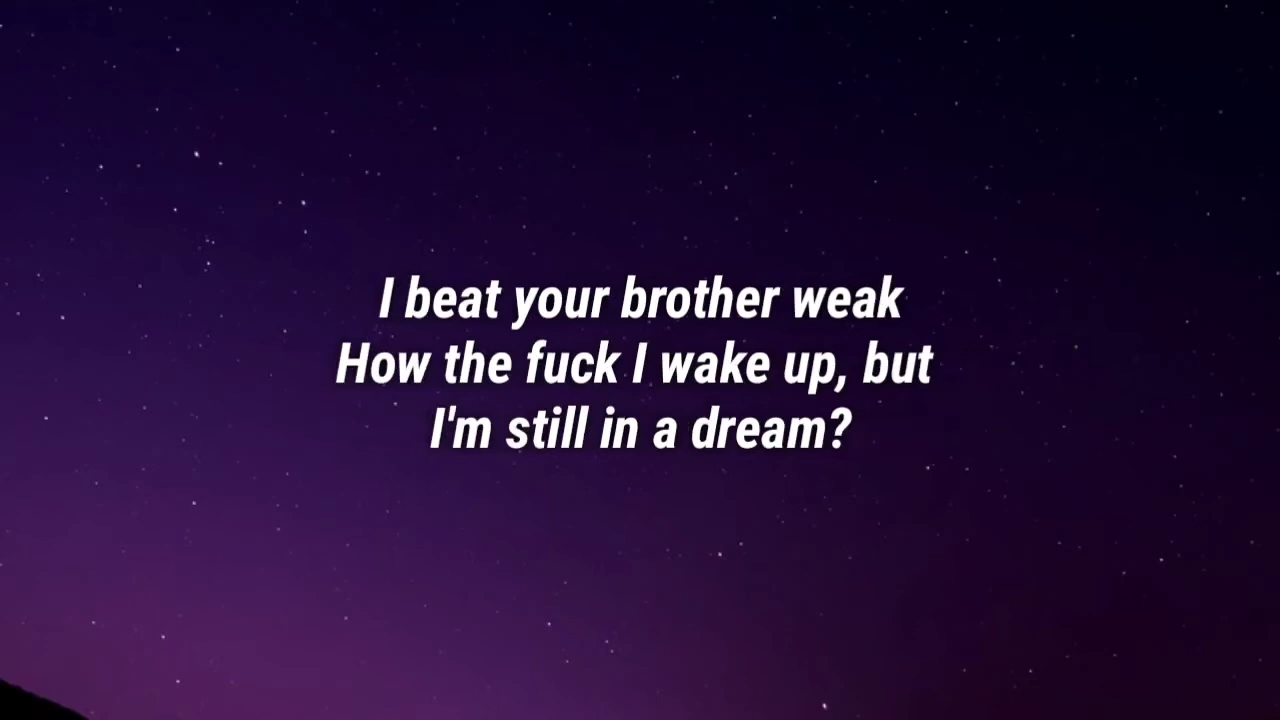 I beat your brother weak
How the fuck I wake up, but
I'm still in a dream?